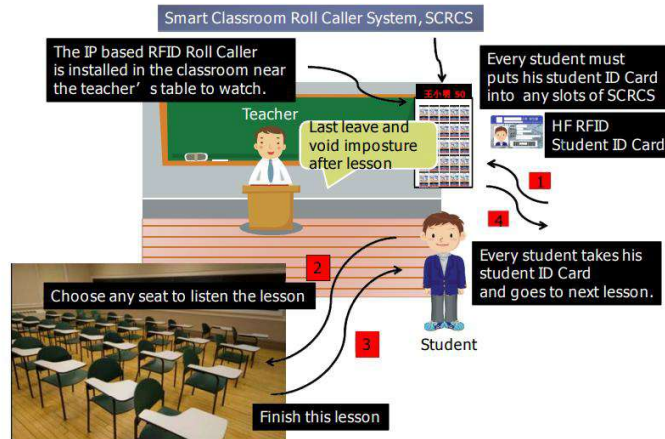 Smart Classroom Roll Caller System, SCRCS
The IP based RFID Roll Caller
is installed in the classroom near
the teacher’s table to watch.
王小明 50
Every student must
puts his student ID Card
into any slots of SCRCS
Teacher
Last leave and
void imposture
after lesson
HF RFID
Student ID Card
1
4
2
Every student takes his
student ID Card
and goes to next lesson.
Choose any seat to listen the lesson
3
Student
Finish this lesson